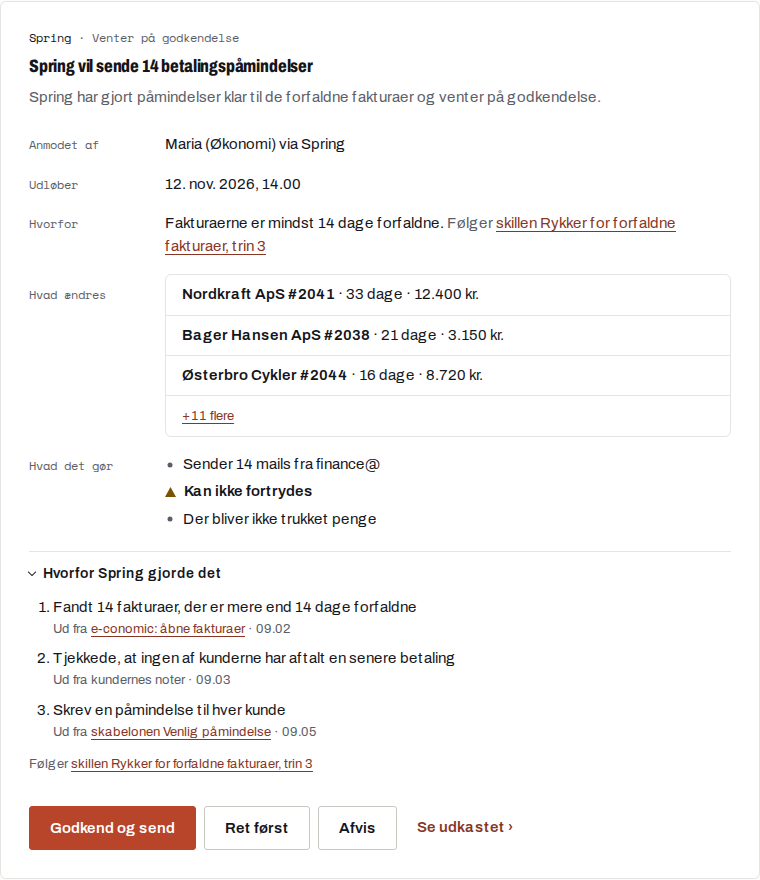 Spring · Venter på godkendelse
Spring vil sende 14 betalingspåmindelser
Spring har gjort påmindelser klar til de forfaldne fakturaer og venter på godkendelse.
Anmodet af
Maria (Økonomi) via Spring
Udløber
12. nov. 2026, 14.00
Hvorfor
Fakturaerne er mindst 14 dage forfaldne. Følger skillen Rykker for forfaldne
fakturaer, trin 3
Hvad ændres
Nordkraft ApS #2041 · 33 dage · 12.400 kr.
Bager Hansen ApS #2038 · 21 dage · 3.150 kr.
Østerbro Cykler #2044 · 16 dage · 8.720 kr.
+11 flere
Hvad det gør
• Sender 14 mails fra finance@
▲ Kan ikke fortrydes
• Der bliver ikke trukket penge
Hvorfor Spring gjorde det
1. Fandt 14 fakturaer, der er mere end 14 dage forfaldne
Ud fra e-conomic: åbne fakturaer · 09.02
2. Tjekkede, at ingen af kunderne har aftalt en senere betaling
Ud fra kundernes noter · 09.03
3. Skrev en påmindelse til hver kunde
Ud fra skabelonen Venlig påmindelse · 09.05
Følger skillen Rykker for forfaldne fakturaer, trin 3
Godkend og send
Ret først
Afvis
Se udkastet ›